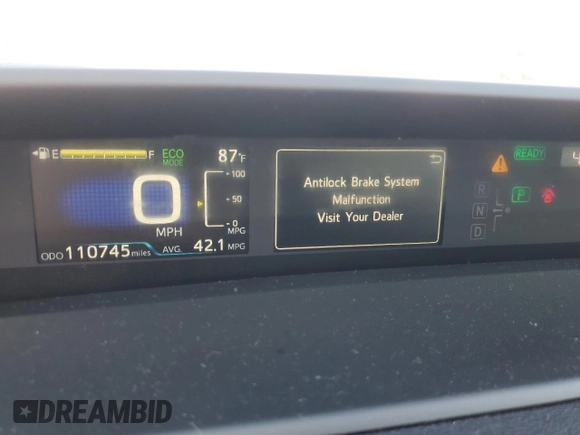 E F ECO MODE 87°F
100
50
0
0 MPG
MPH
ODO 110745 miles AVG. 42.1 MPG
Antilock Brake System
Malfunction
Visit Your Dealer
READY 4
R
N P
D
DREAMBID